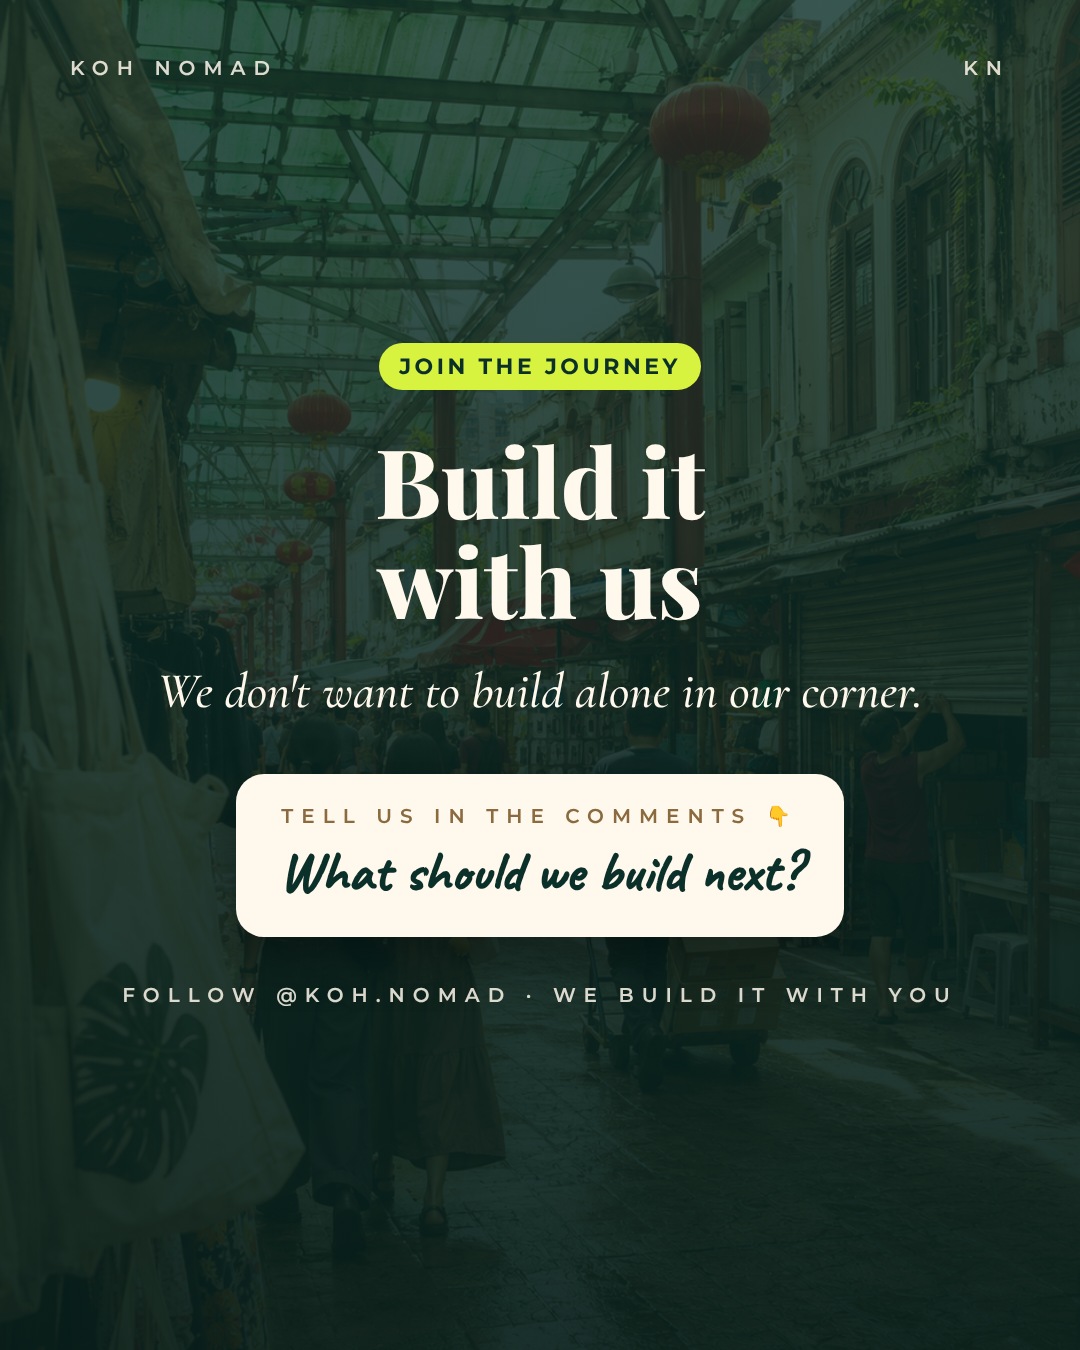 KOH NOMAD
KN
JOIN THE JOURNEY
Build it
with us
We don't want to build alone in our corner.
TELL US IN THE COMMENTS 👇
What should we build next?
FOLLOW @KOH.NOMAD · WE BUILD IT WITH YOU